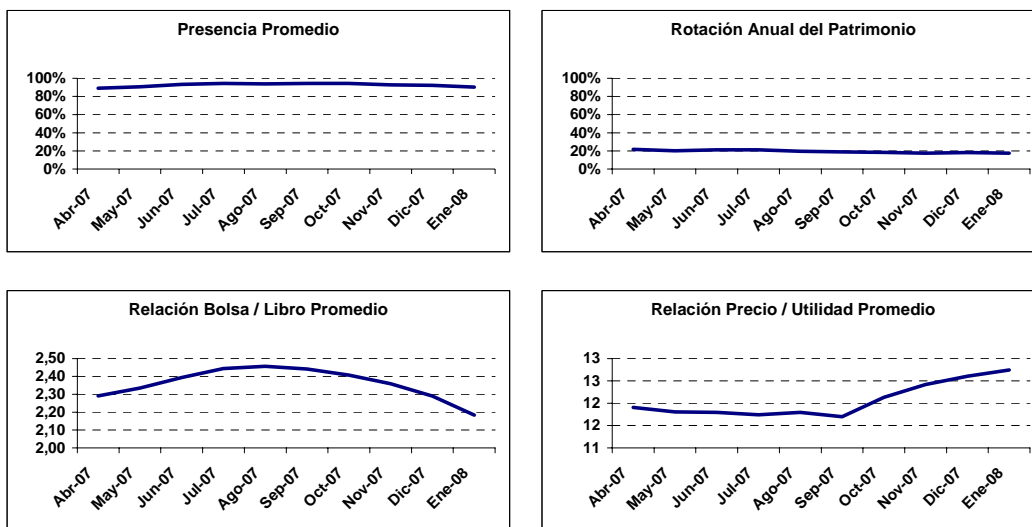 Presencia Promedio
100%
80%
60%
40%
20%
0%
Abr-07
May-07
Jun-07
Jul-07
Ago-07
Sep-07
Oct-07
Nov-07
Dic-07
Ene-08
Rotación Anual del Patrimonio
100%
80%
60%
40%
20%
0%
Abr-07
May-07
Jun-07
Jul-07
Ago-07
Sep-07
Oct-07
Nov-07
Dic-07
Ene-08
Relación Bolsa / Libro Promedio
2,50
2,40
2,30
2,20
2,10
2,00
Abr-07
May-07
Jun-07
Jul-07
Ago-07
Sep-07
Oct-07
Nov-07
Dic-07
Ene-08
Relación Precio / Utilidad Promedio
13
13
12
12
11
Abr-07
May-07
Jun-07
Jul-07
Ago-07
Sep-07
Oct-07
Nov-07
Dic-07
Ene-08